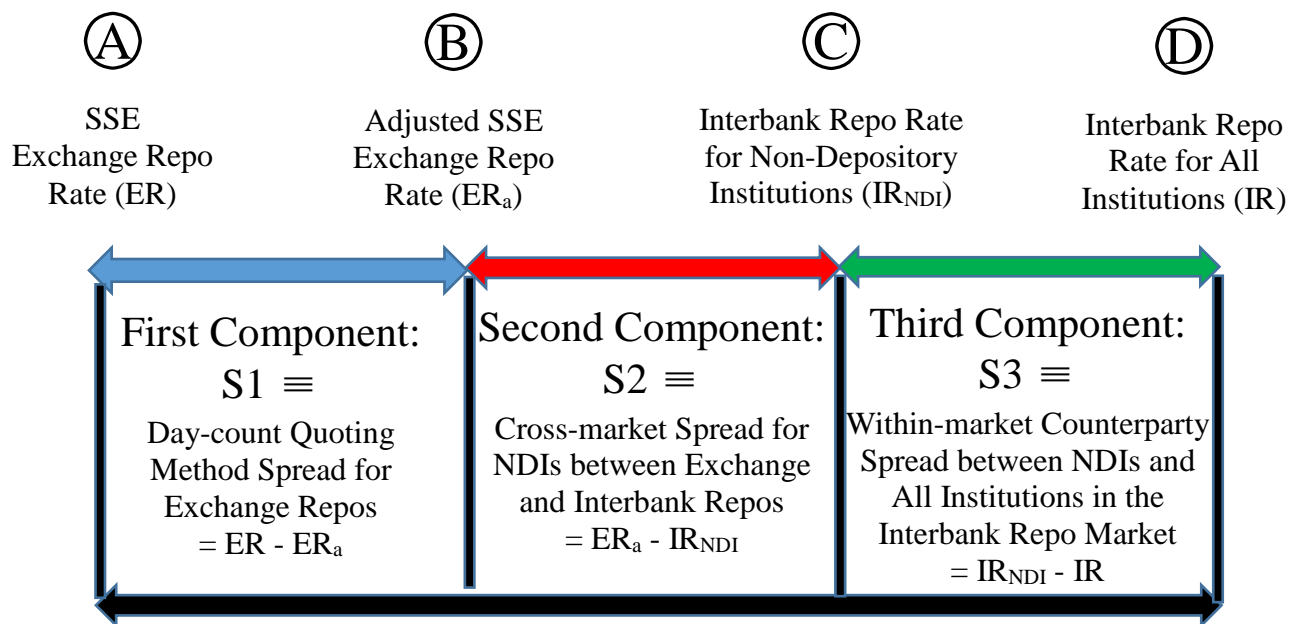 A
B
C
D
SSE
Exchange Repo
Rate (ER)
Adjusted SSE
Exchange Repo
Rate (ERa)
Interbank Repo Rate
for Non-Depository
Institutions (IRNDI)
Interbank Repo
Rate for All
Institutions (IR)
First Component:
S1 ≡
Day-count Quoting
Method Spread for
Exchange Repos
= ER - ERa
Second Component:
S2 ≡
Cross-market Spread for
NDIs between Exchange
and Interbank Repos
= ERa - IRNDI
Third Component:
S3 ≡
Within-market Counterparty
Spread between NDIs and
All Institutions in the
Interbank Repo Market
= IRNDI - IR